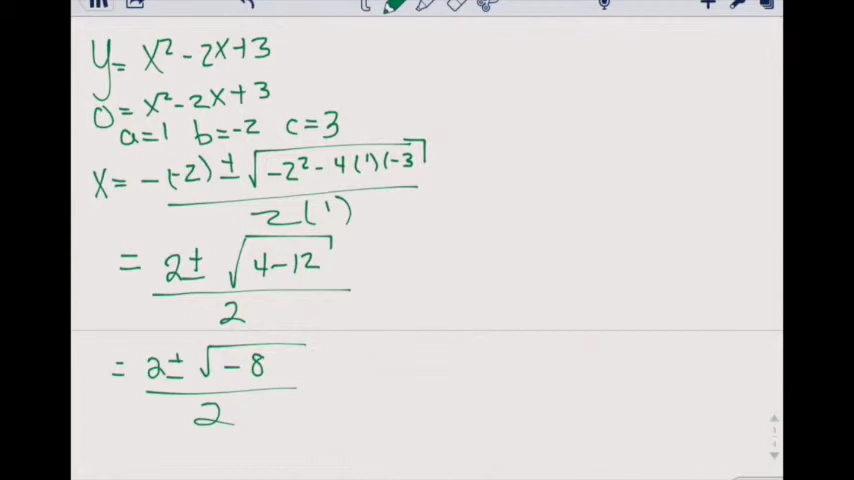 y = x² - 2x + 3
0 = x² - 2x + 3
a = 1 b = -2 c = 3
x = -(-2) ± √-2² - 4(1)(-3
2(1)
= 2 ± √4 - 12
2
= 2 ± √-8
2